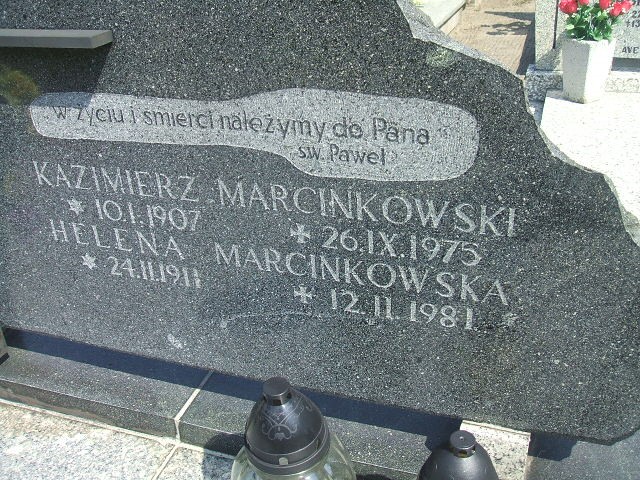 w życiu i śmierci należymy do Pana
św. Paweł
KAZIMIERZ MARCINKOWSKI
* 10.I.1907 ✝ 26.IX.1975
HELENA MARCINKOWSKA
* 24.II.1911 ✝ 12.II.1981
AVE